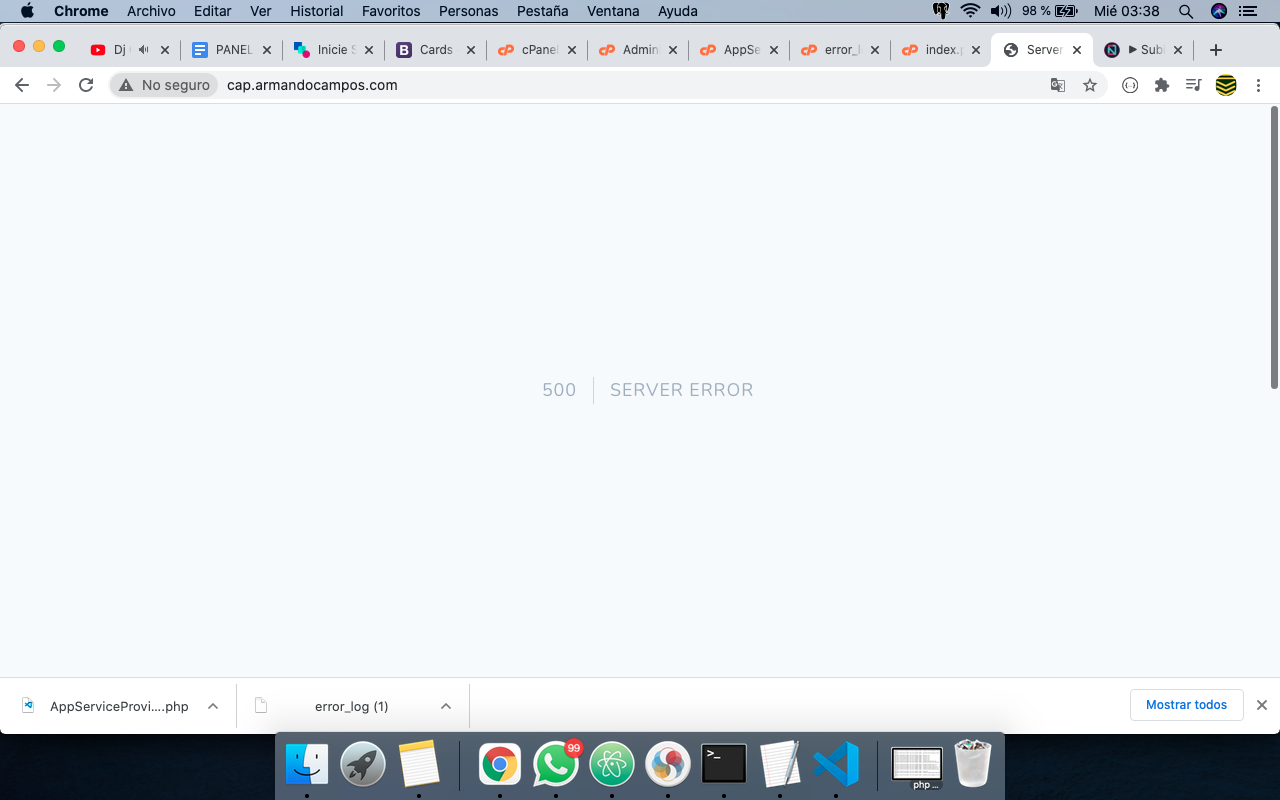 Chrome Archivo Editar Ver Historial Favoritos Personas Pestaña Ventana Ayuda 98 % Mié 03:38
Dj PANEL Inicie S Cards cPanel Admin AppSe error_l index.p Server Subi
No seguro cap.armandocampos.com
500 SERVER ERROR
AppServiceProvi....php error_log (1) Mostrar todos
99
>_
php ...